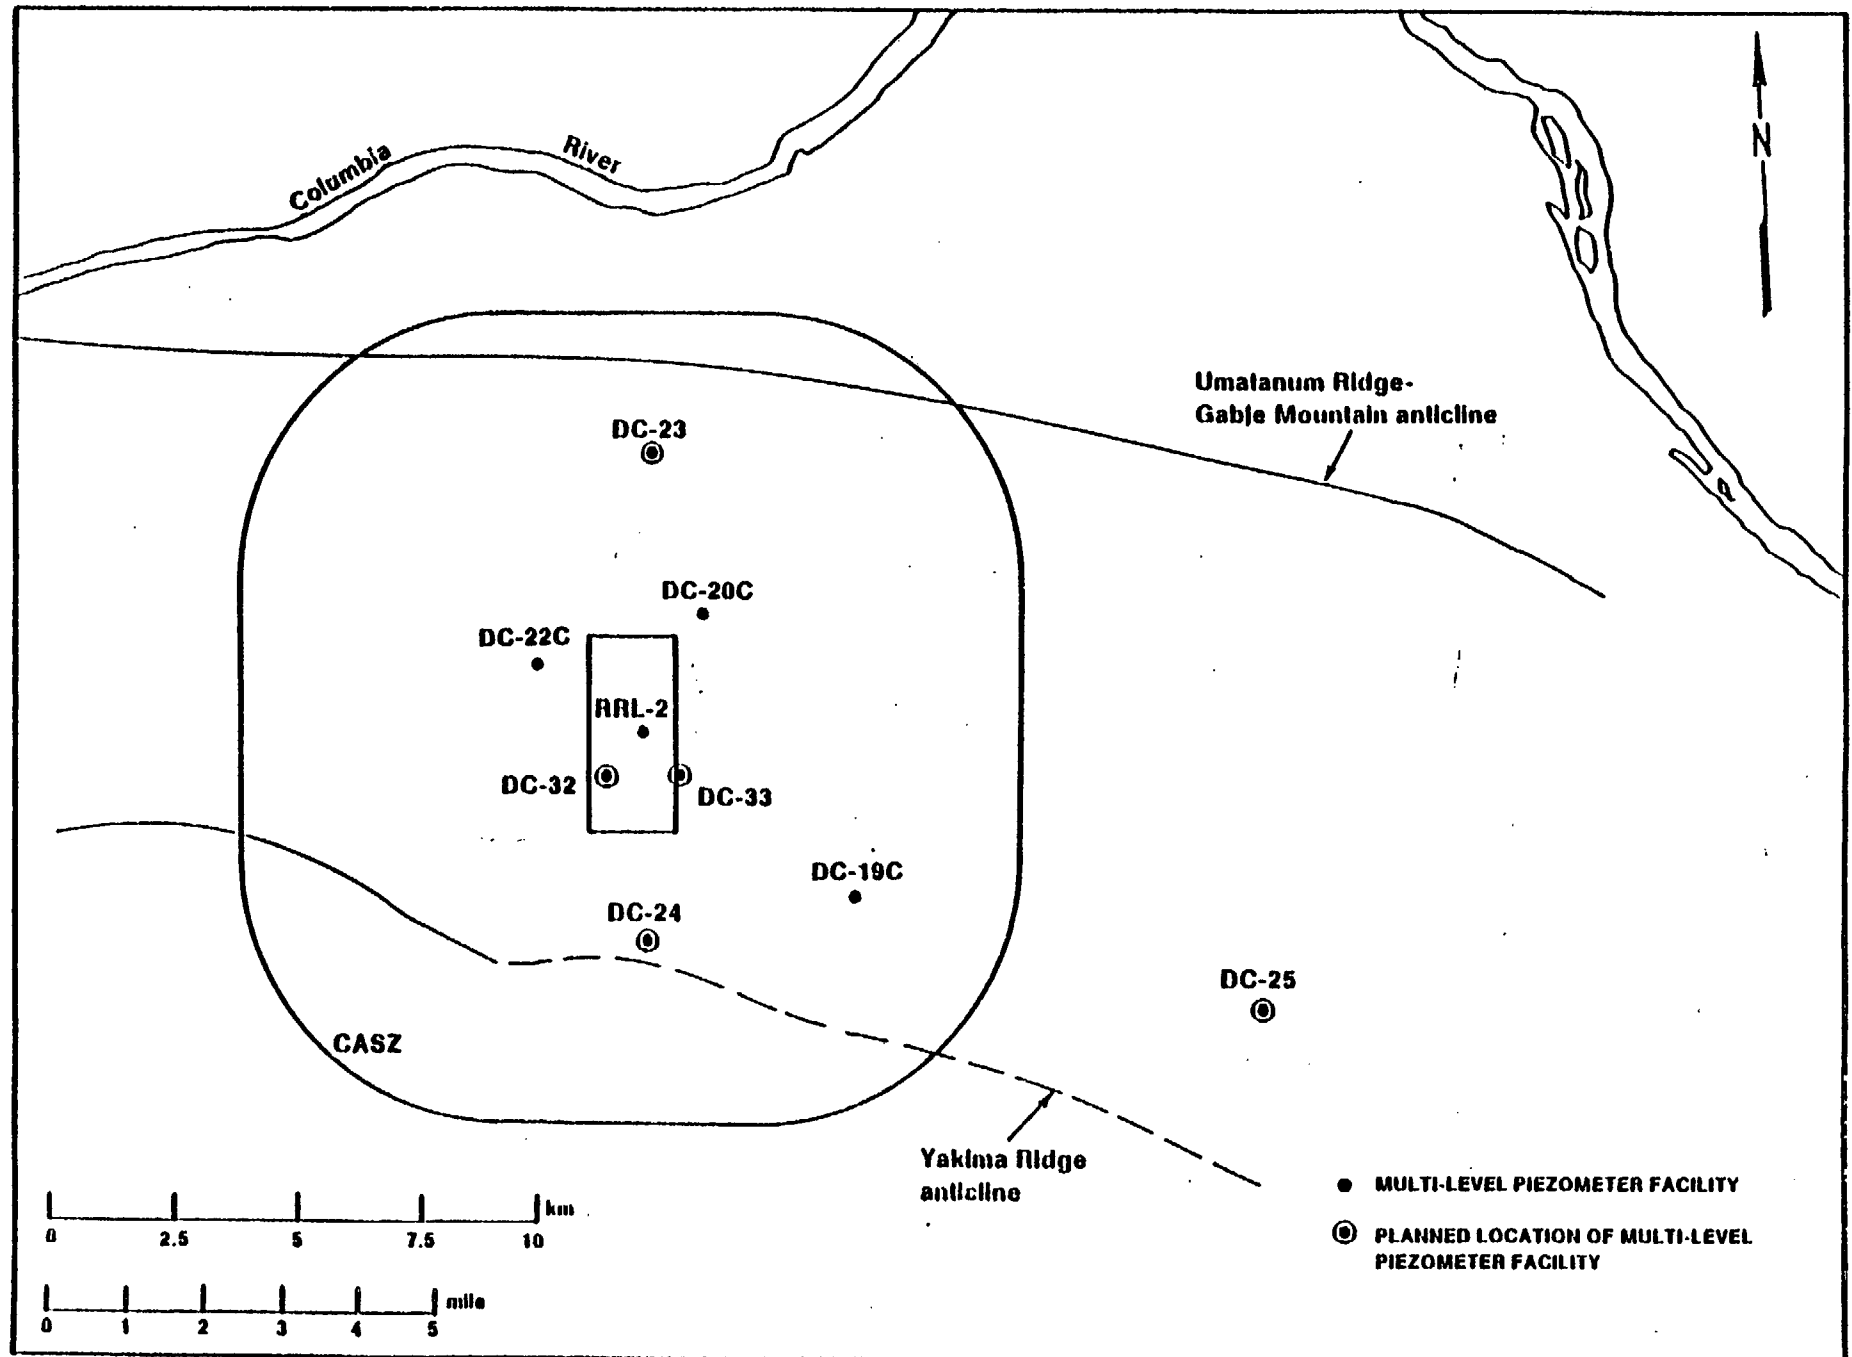 Columbia River
N
Umatanum Ridge-
Gable Mountain anticline
DC-23
DC-20C
DC-22C
RRL-2
DC-32
DC-33
DC-19C
DC-24
DC-25
CASZ
Yakima Ridge
anticline
MULTI-LEVEL PIEZOMETER FACILITY
PLANNED LOCATION OF MULTI-LEVEL
PIEZOMETER FACILITY
km
0 2.5 5 7.5 10
mile
0 1 2 3 4 5